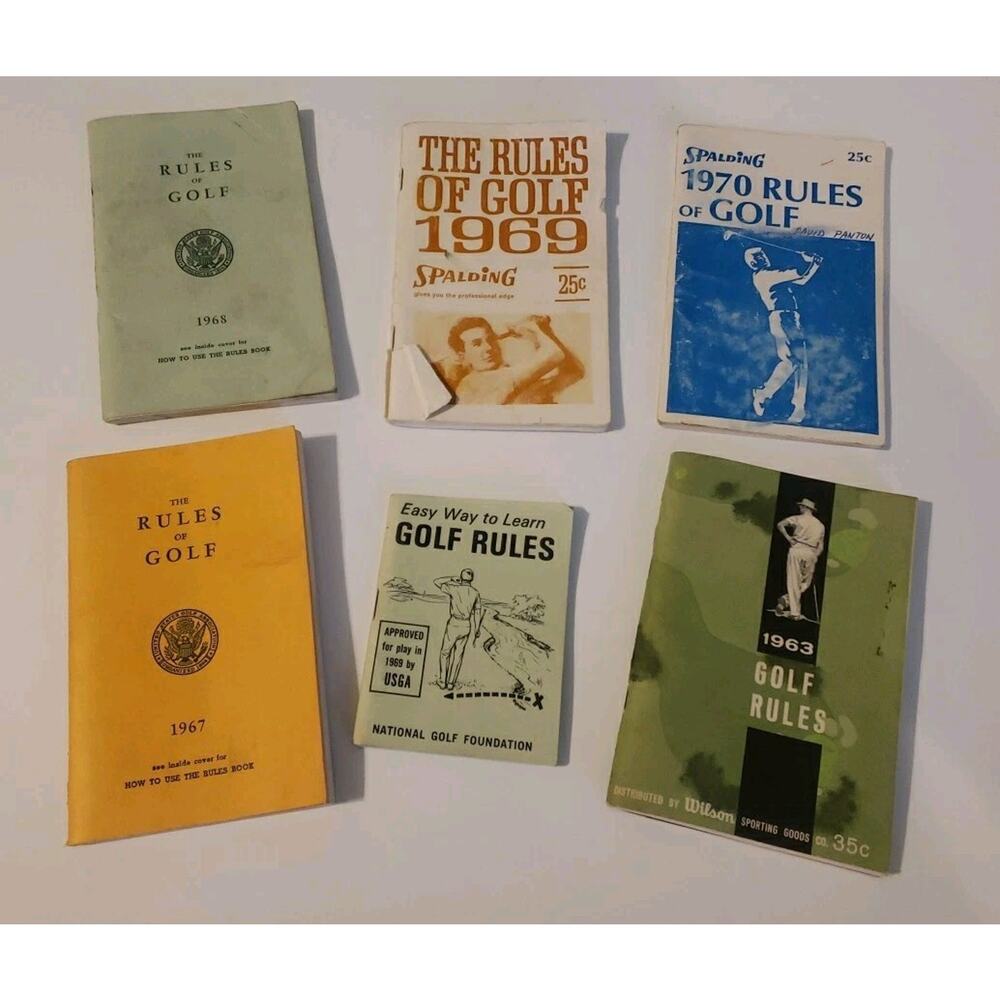 THE
RULES
OF
GOLF
1968
see inside cover for
HOW TO USE THE RULES BOOK
THE RULES
OF GOLF
1969
SPALDING
gives you the professional edge
25c
SPALDING
25c
1970 RULES
OF GOLF
DAVID PANTON
THE
RULES
OF
GOLF
UNITED STATES GOLF ASSOCIATION
1967
see inside cover for
HOW TO USE THE RULES BOOK
Easy Way to Learn
GOLF RULES
APPROVED
for play in
1969 by
USGA
X
NATIONAL GOLF FOUNDATION
1963
GOLF
RULES
DISTRIBUTED BY Wilson SPORTING GOODS CO. 35c